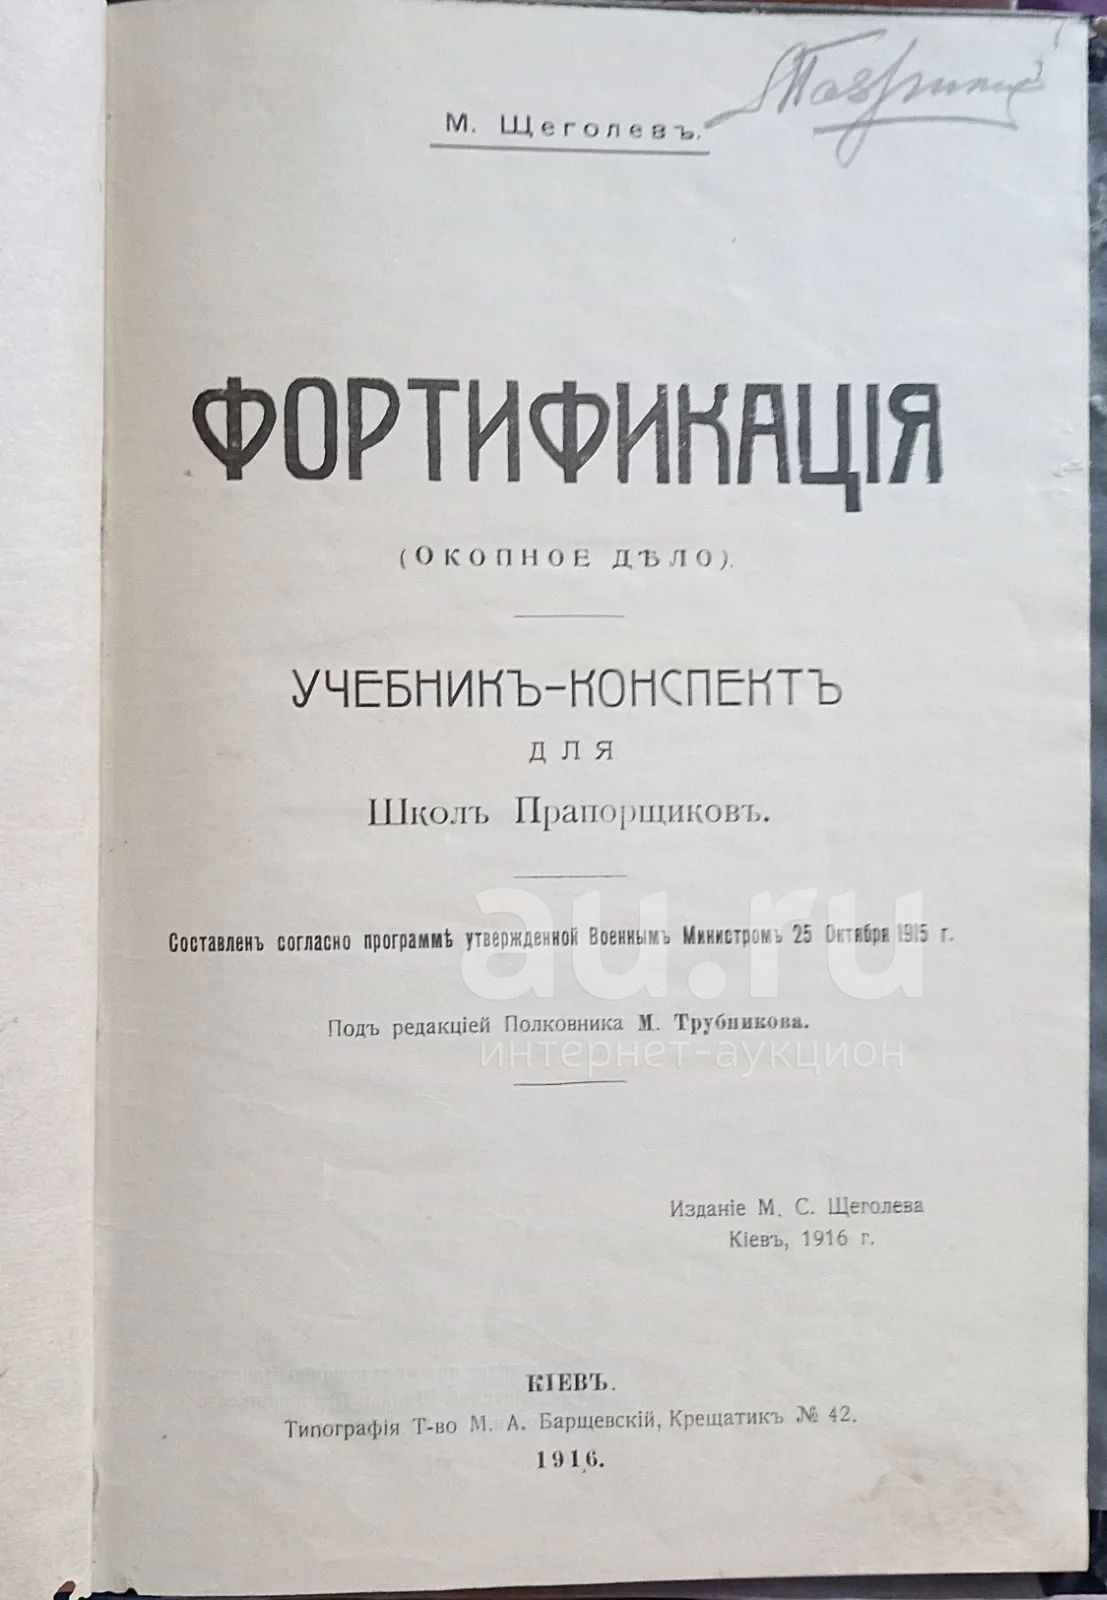 М. Щеголевъ.
ФОРТИФИКАЦІЯ
(ОКОПНОЕ ДѢЛО).
УЧЕБНИКЪ-КОНСПЕКТЪ
ДЛЯ
Школъ Прапорщиковъ.
Составленъ согласно программѣ утвержденной Военнымъ Министромъ 25 Октября 1915 г.
au.ru
Подъ редакціей Полковника М. Трубникова.
интернет-аукцион
Изданіе М. С. Щеголева
Кіевъ, 1916 г.
КІЕВЪ.
Типографія Т-во М. А. Барщевскій, Крещатикъ № 42.
1916.